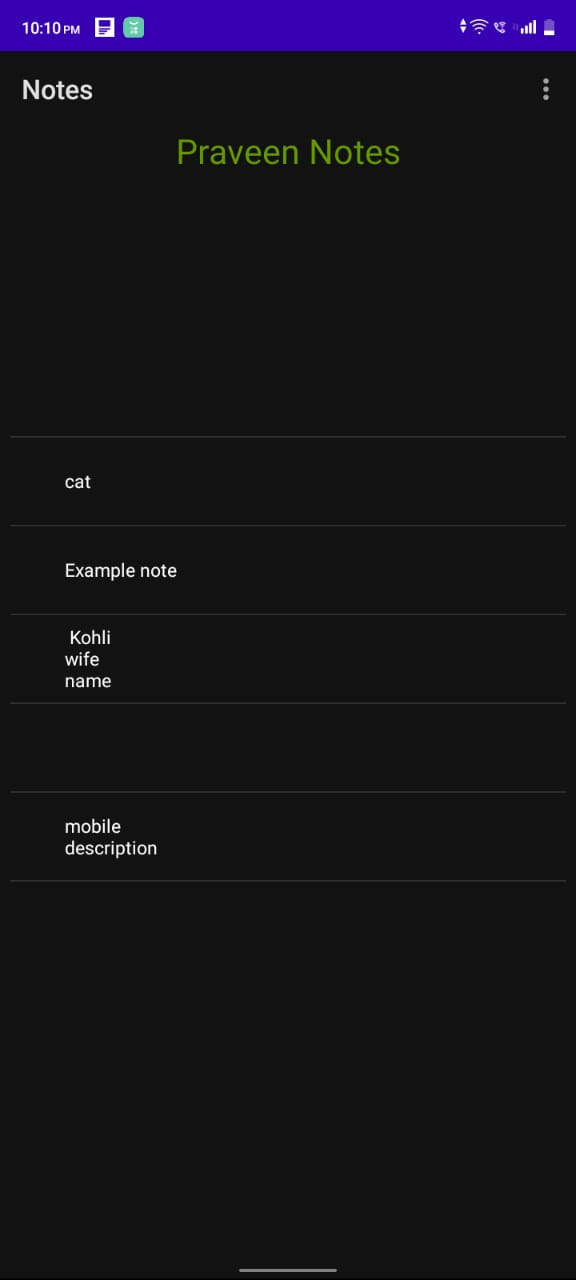 10:10 PM
Notes
Praveen Notes
cat
Example note
Kohli
wife
name
mobile
description